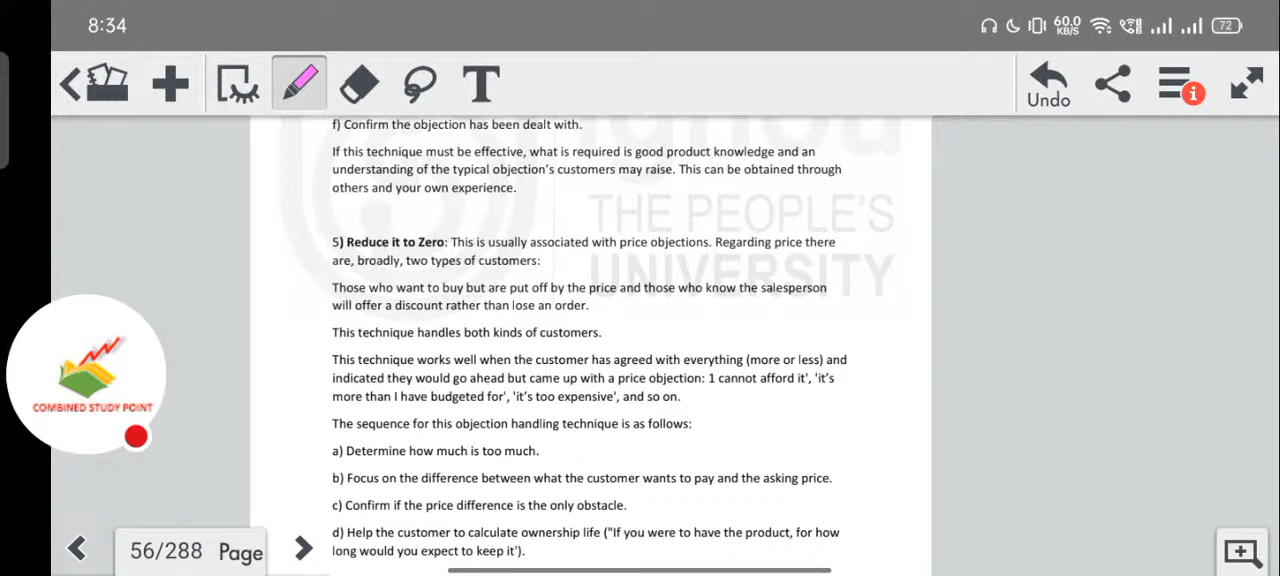 8:34
60.0
KB/S
72
T
Undo
i
f) Confirm the objection has been dealt with.
If this technique must be effective, what is required is good product knowledge and an
understanding of the typical objection's customers may raise. This can be obtained through
others and your own experience.
THE PEOPLE'S
UNIVERSITY
5) Reduce it to Zero: This is usually associated with price objections. Regarding price there
are, broadly, two types of customers:
Those who want to buy but are put off by the price and those who know the salesperson
will offer a discount rather than lose an order.
This technique handles both kinds of customers.
This technique works well when the customer has agreed with everything (more or less) and
indicated they would go ahead but came up with a price objection: 1 cannot afford it', 'it's
more than I have budgeted for', 'it's too expensive', and so on.
The sequence for this objection handling technique is as follows:
a) Determine how much is too much.
b) Focus on the difference between what the customer wants to pay and the asking price.
c) Confirm if the price difference is the only obstacle.
d) Help the customer to calculate ownership life ("If you were to have the product, for how
long would you expect to keep it').
COMBINED STUDY POINT
56/288 Page